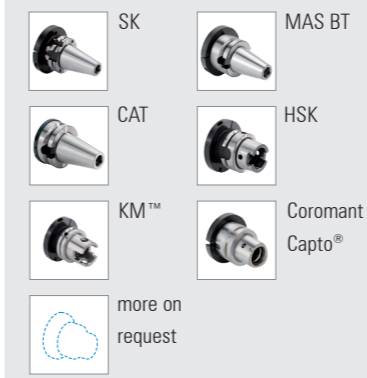 SK
MAS BT
CAT
HSK
KM™
Coromant
Capto®
more on
request